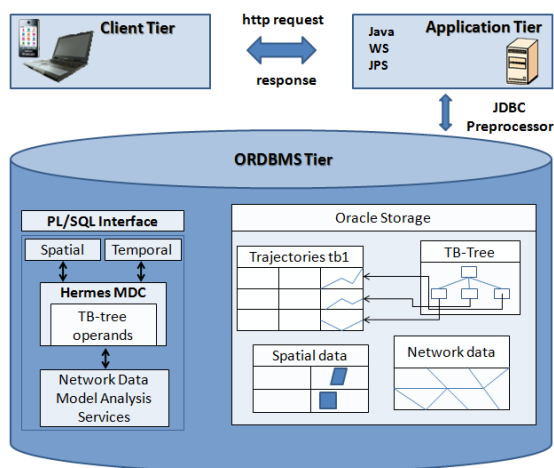 Client Tier
http request
response
Application Tier
Java
WS
JPS
JDBC
Preprocessor
ORDBMS Tier
PL/SQL Interface
Spatial
Temporal
Hermes MDC
TB-tree
operands
Network Data
Model Analysis
Services
Oracle Storage
Trajectories tb1
TB-Tree
Spatial data
Network data